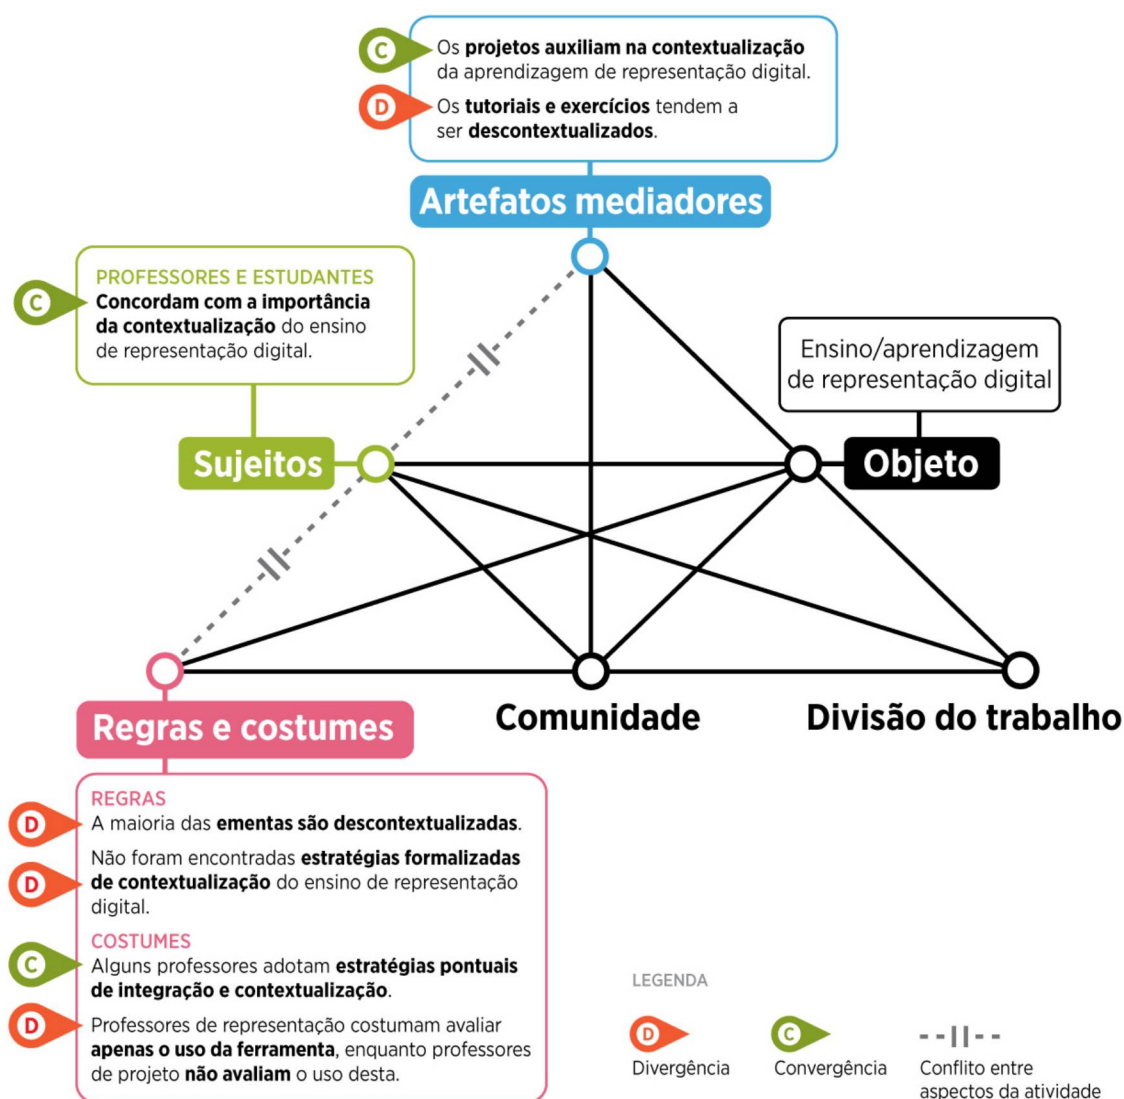 C
Os projetos auxiliam na contextualização
da aprendizagem de representação digital.
D
Os tutoriais e exercícios tendem a
ser descontextualizados.
Artefatos mediadores
PROFESSORES E ESTUDANTES
C
Concordam com a importância
da contextualização do ensino
de representação digital.
Ensino/aprendizagem
de representação digital
Sujeitos
Objeto
Regras e costumes
Comunidade
Divisão do trabalho
REGRAS
D
A maioria das ementas são descontextualizadas.
D
Não foram encontradas estratégias formalizadas
de contextualização do ensino de representação
digital.
COSTUMES
C
Alguns professores adotam estratégias pontuais
de integração e contextualização.
D
Professores de representação costumam avaliar
apenas o uso da ferramenta, enquanto professores
de projeto não avaliam o uso desta.
LEGENDA
D
Divergência
C
Convergência
Conflito entre
aspectos da atividade